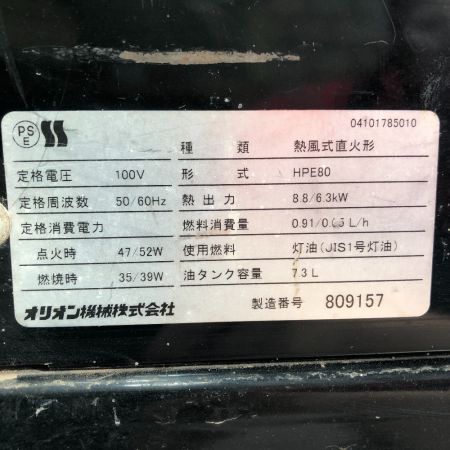 PS
E
04101785010
種類 熱風式直火形
定格電圧 100V 形式 HPE80
定格周波数 50/60Hz 熱出力 8.8/6.3kW
定格消費電力 燃料消費量 0.91/ L/h
点火時 47/52W 使用燃料 灯油(JIS1号灯油)
燃焼時 35/39W 油タンク容量 7.3L
オリオン機械株式会社 製造番号 809157